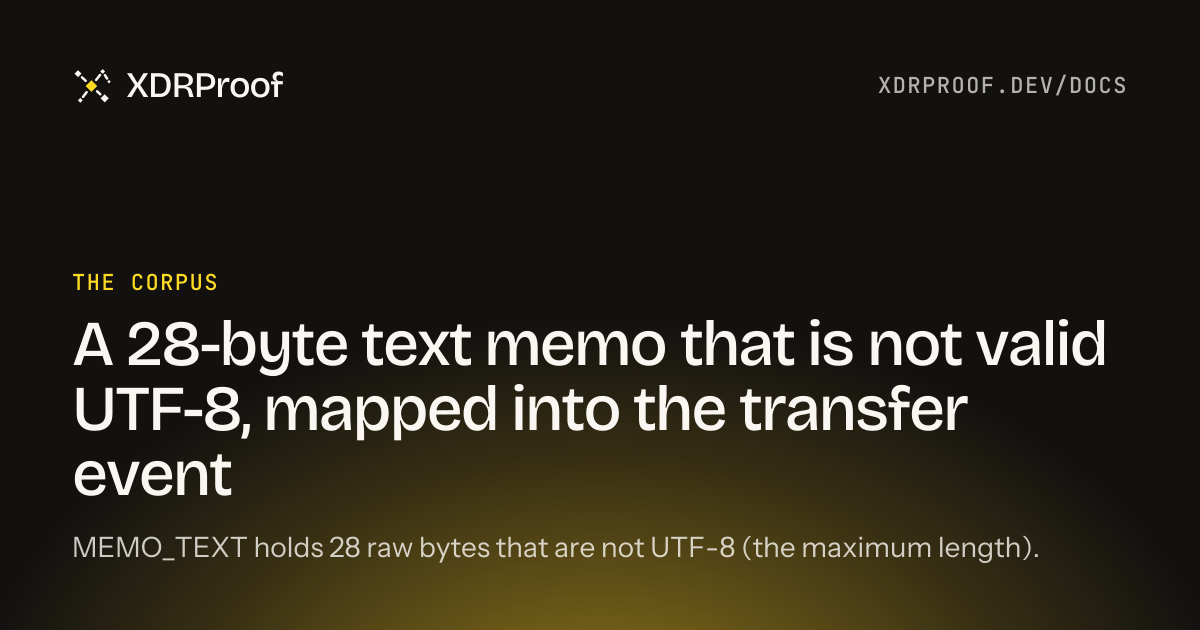 XDRProof
XDRPROOF.DEV/DOCS
THE CORPUS
A 28-byte text memo that is not valid
UTF-8, mapped into the transfer
event
MEMO_TEXT holds 28 raw bytes that are not UTF-8 (the maximum length).